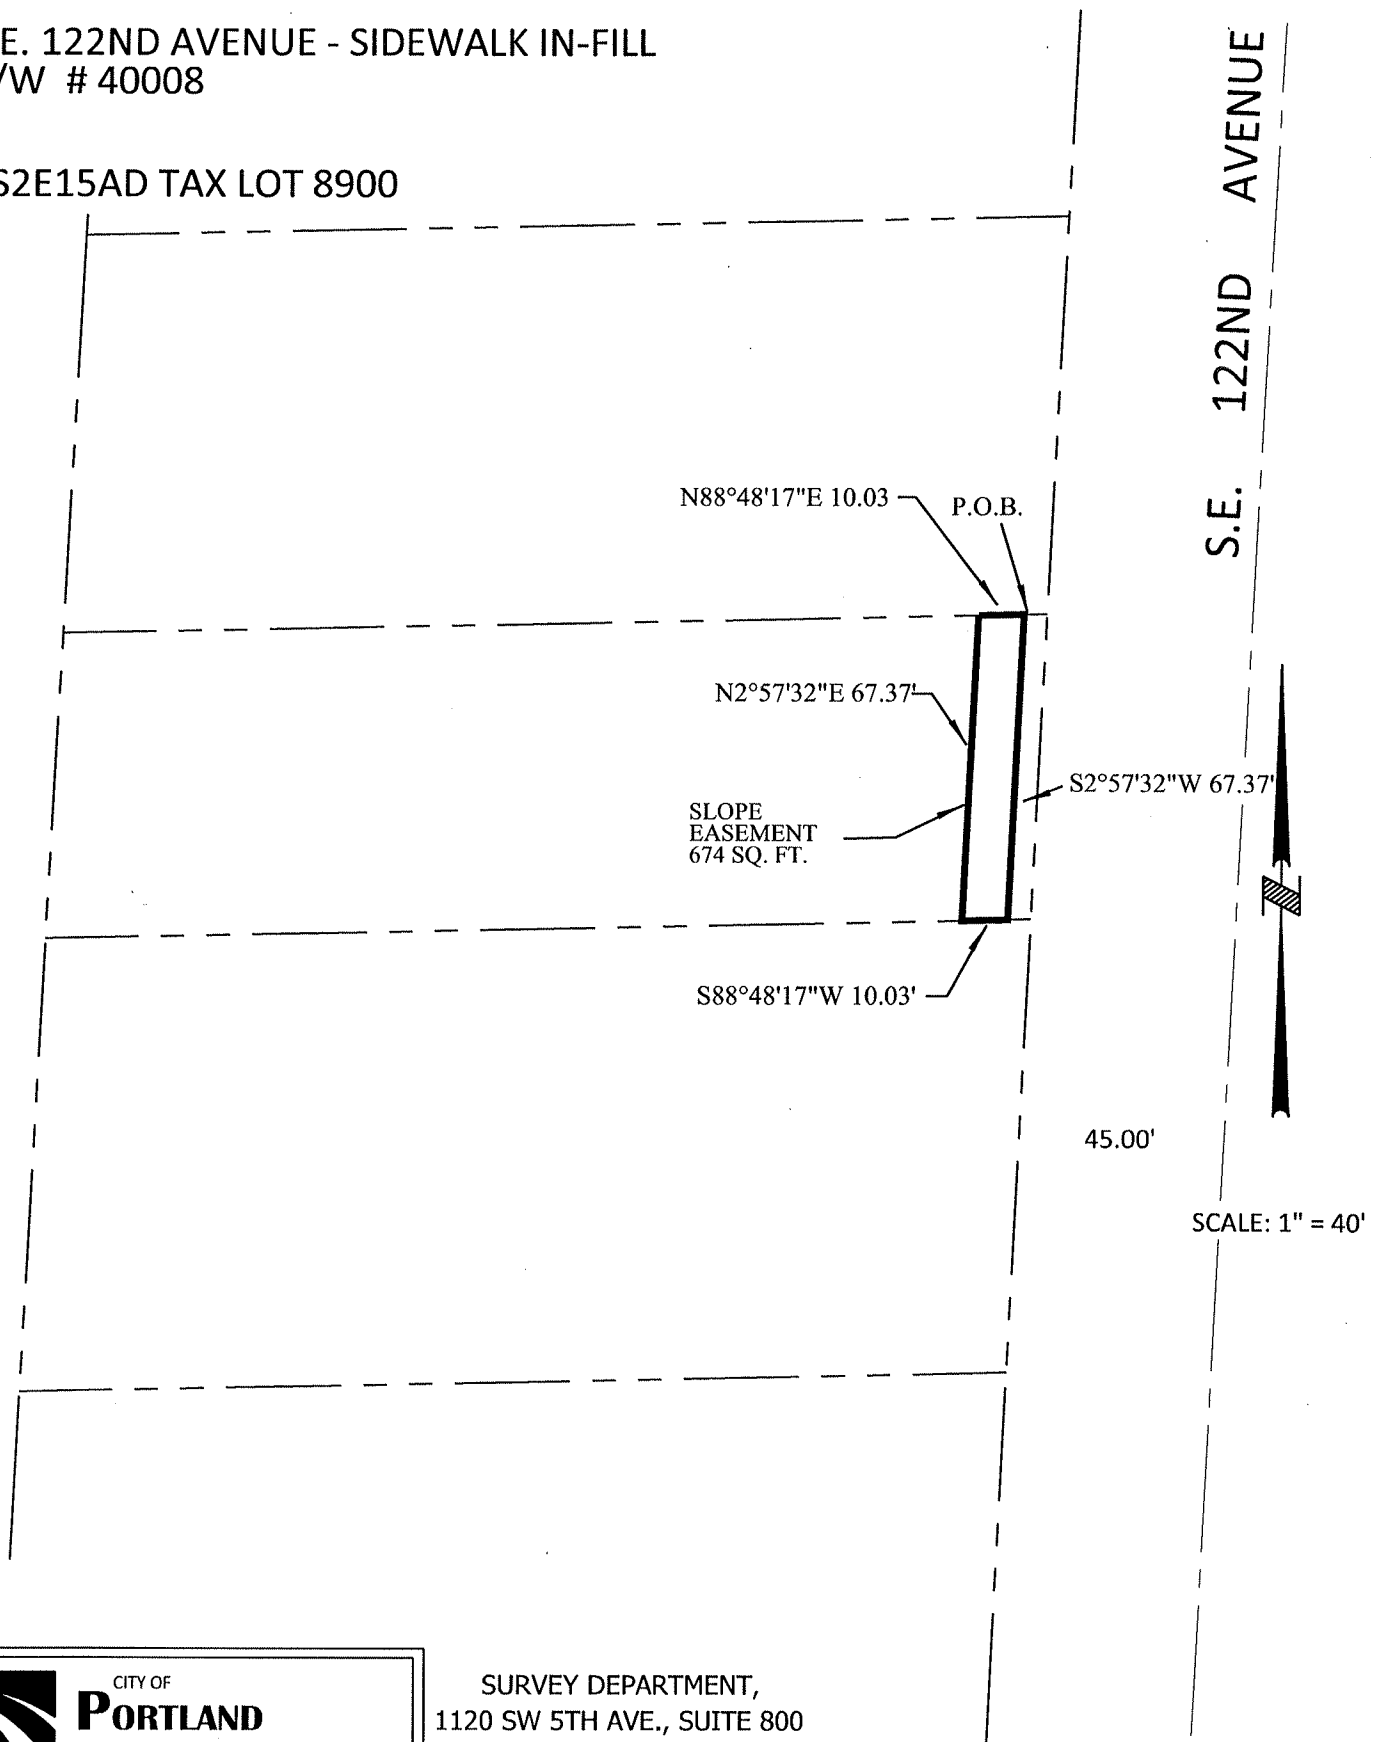 E. 122ND AVENUE - SIDEWALK IN-FILL
/W # 40008
S2E15AD TAX LOT 8900
S.E. 122ND AVENUE
N88°48'17"E 10.03
P.O.B.
N2°57'32"E 67.37'
S2°57'32"W 67.37'
SLOPE
EASEMENT
674 SQ. FT.
S88°48'17"W 10.03'
45.00'
SCALE: 1" = 40'
CITY OF
PORTLAND
SURVEY DEPARTMENT,
1120 SW 5TH AVE., SUITE 800